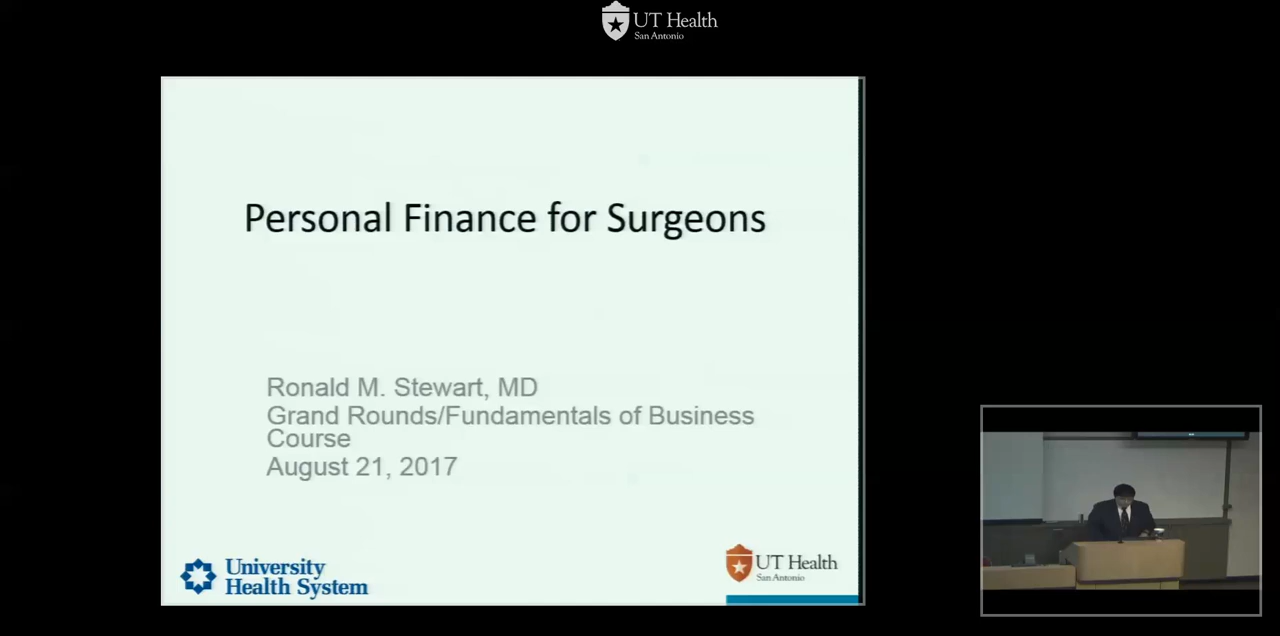 UT Health
San Antonio
Personal Finance for Surgeons
Ronald M. Stewart, MD
Grand Rounds/Fundamentals of Business
Course
August 21, 2017
University
Health System
UT Health
San Antonio